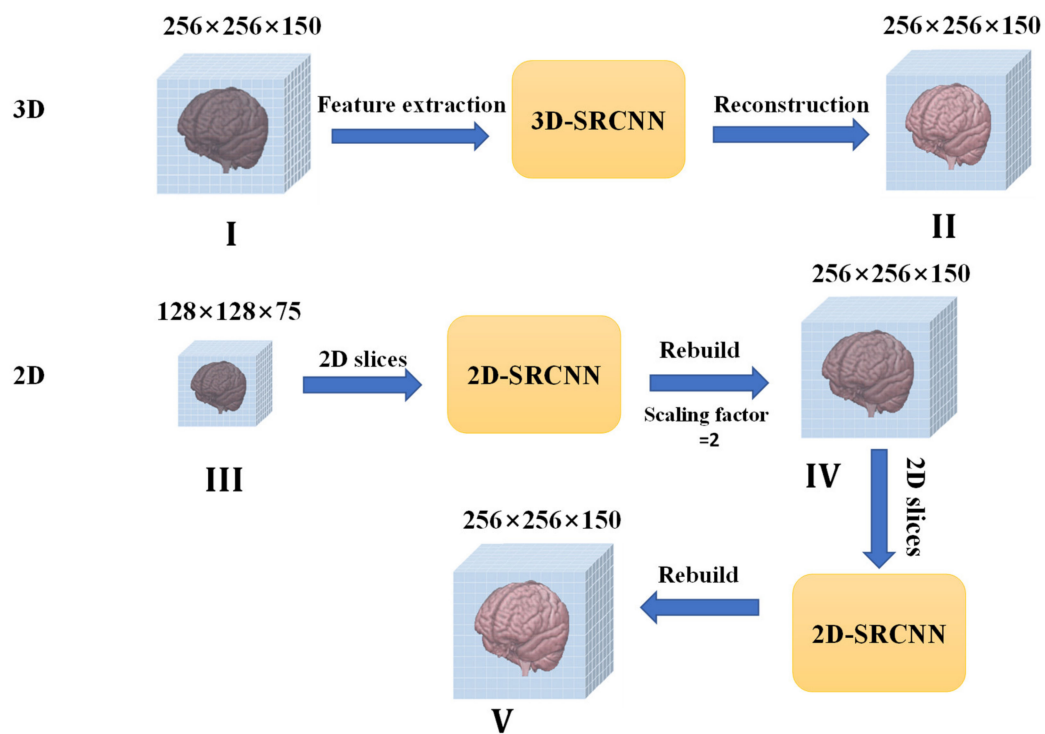 256×256×150
256×256×150
3D
Feature extraction
3D-SRCNN
Reconstruction
I
II
256×256×150
128×128×75
2D
2D slices
2D-SRCNN
Rebuild
Scaling factor
=2
III
IV
2D slices
256×256×150
Rebuild
2D-SRCNN
V